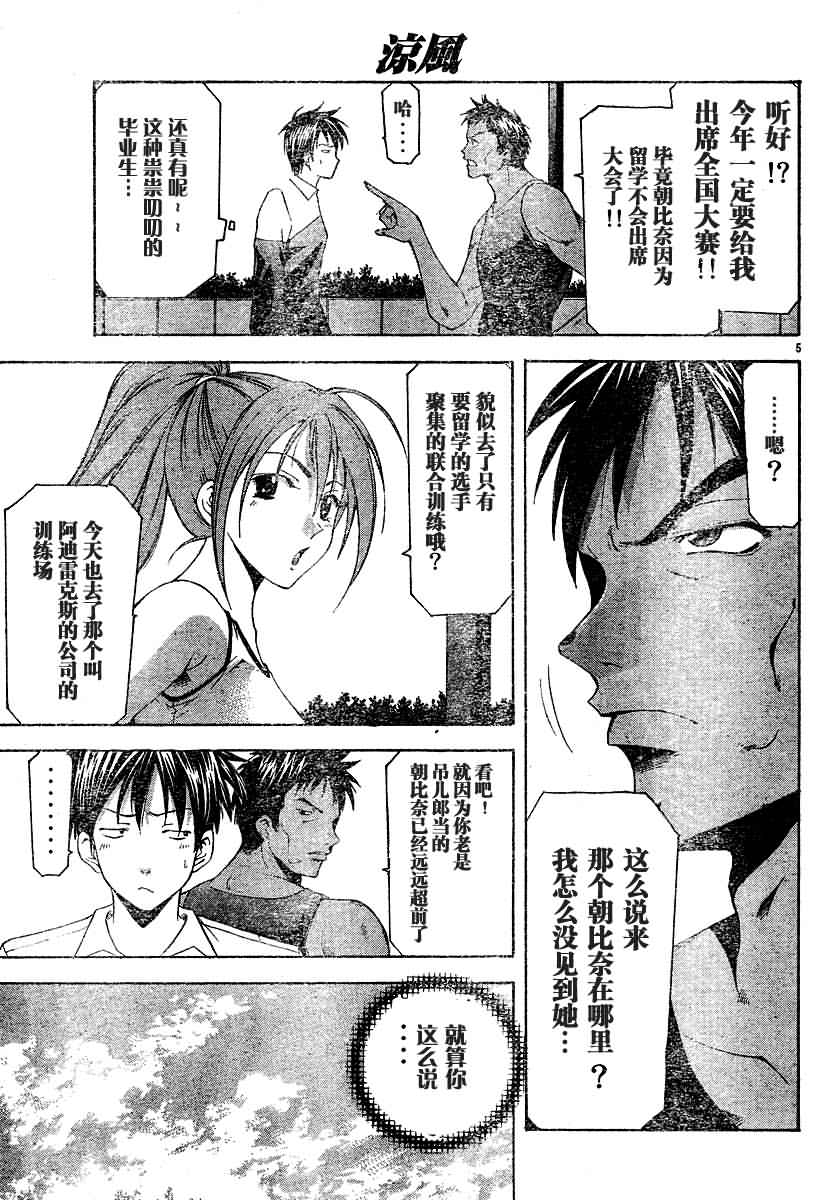 涼風
听好!?
今年一定要给我
出席全国大赛!!
毕竟朝比奈因为
留学不会出席
大会了!!
哈‥‥
还真有呢~~
这种祟祟叨叨的
毕业生…
5
……嗯?
这么说来
那个朝比奈在哪里?
我怎么没见到她…
貌似去了只有
要留学的选手
聚集的联合训练哦?
今天也去了那个叫
阿迪雷克斯的公司的
训练场
看吧!
就因为你老是
吊儿郎当的
朝比奈已经远远超前了
‥‥‥‥
就算你
这么说
‥‥